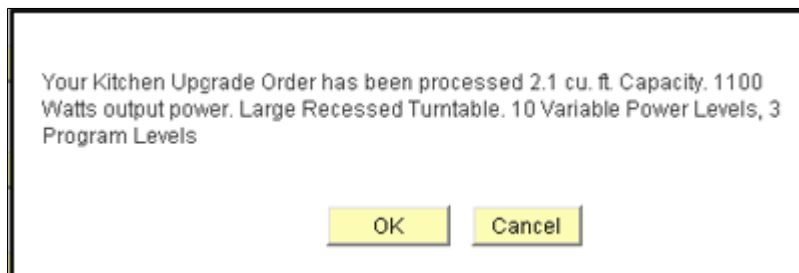 Your Kitchen Upgrade Order has been processed 2.1 cu. ft. Capacity. 1100
Watts output power. Large Recessed Turntable. 10 Variable Power Levels, 3
Program Levels
OK
Cancel